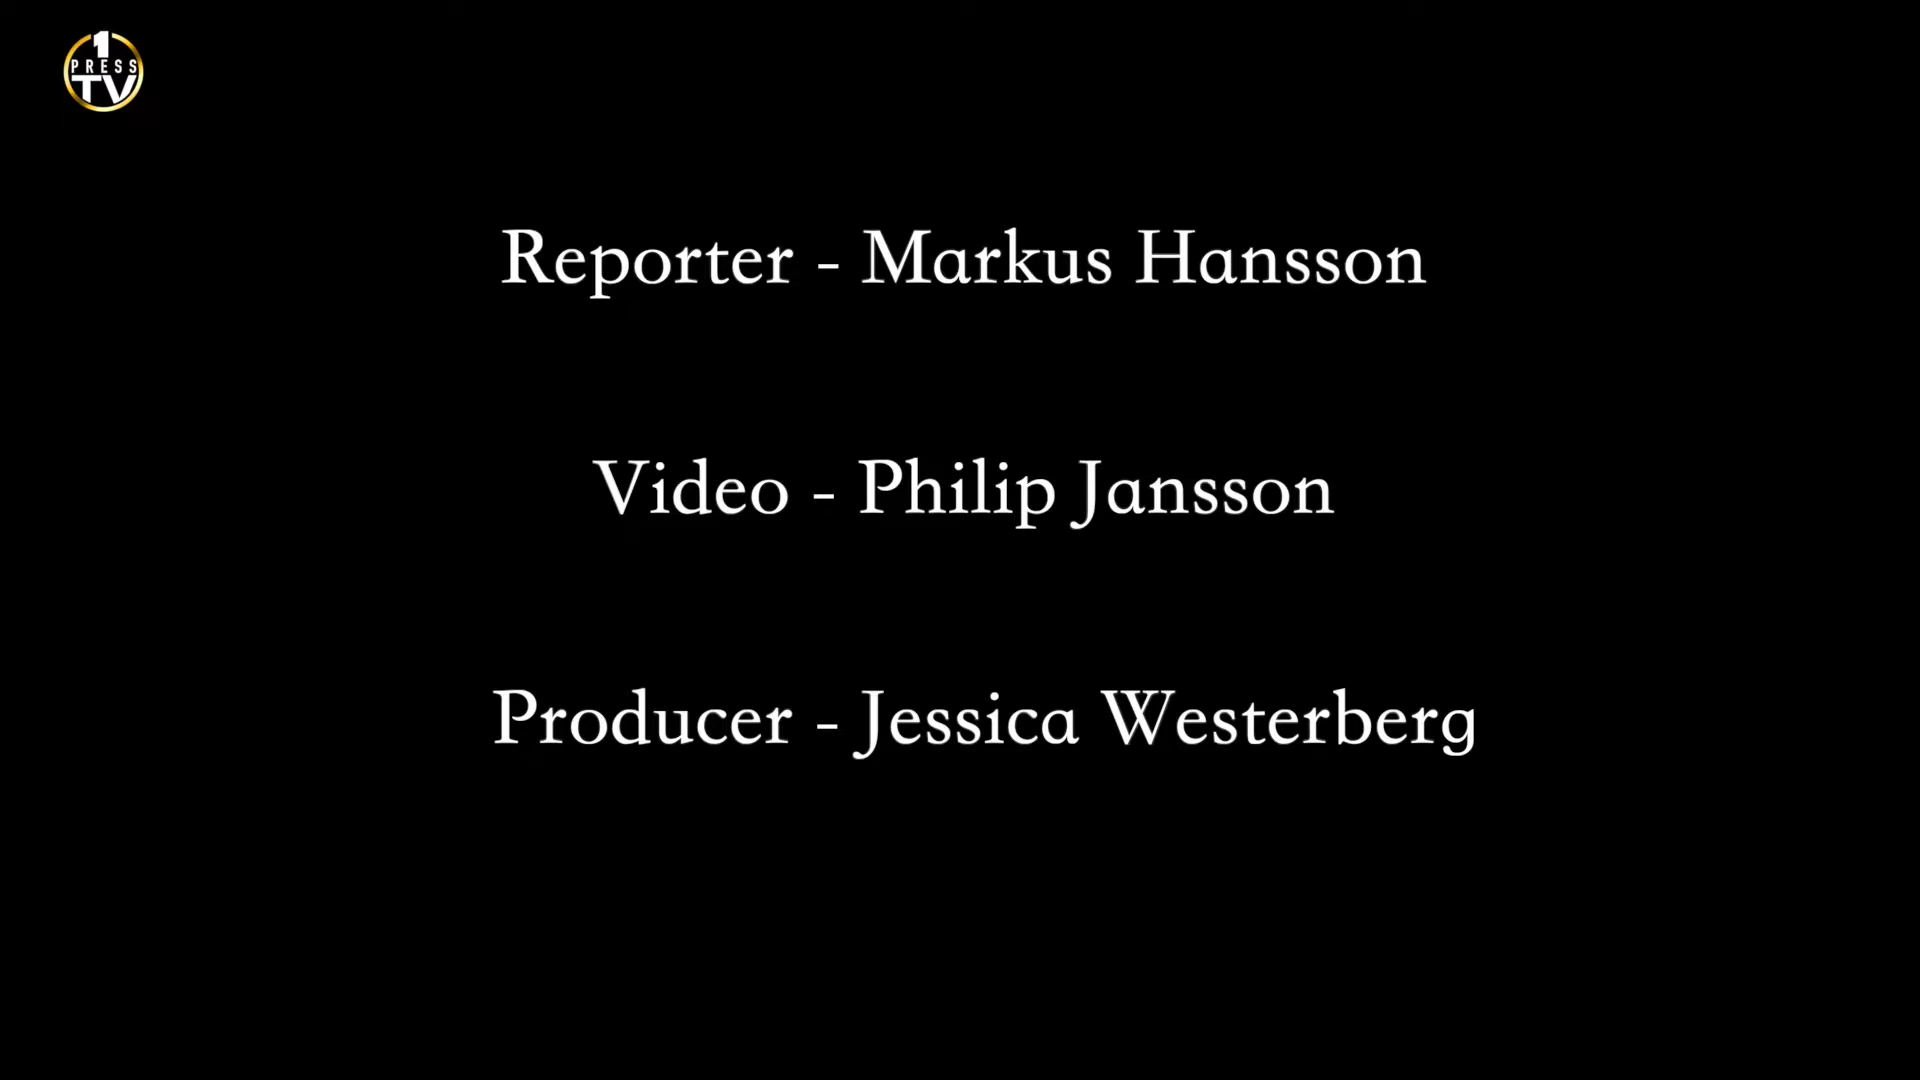 1
PRESS
TV
Reporter - Markus Hansson
Video - Philip Jansson
Producer - Jessica Westerberg